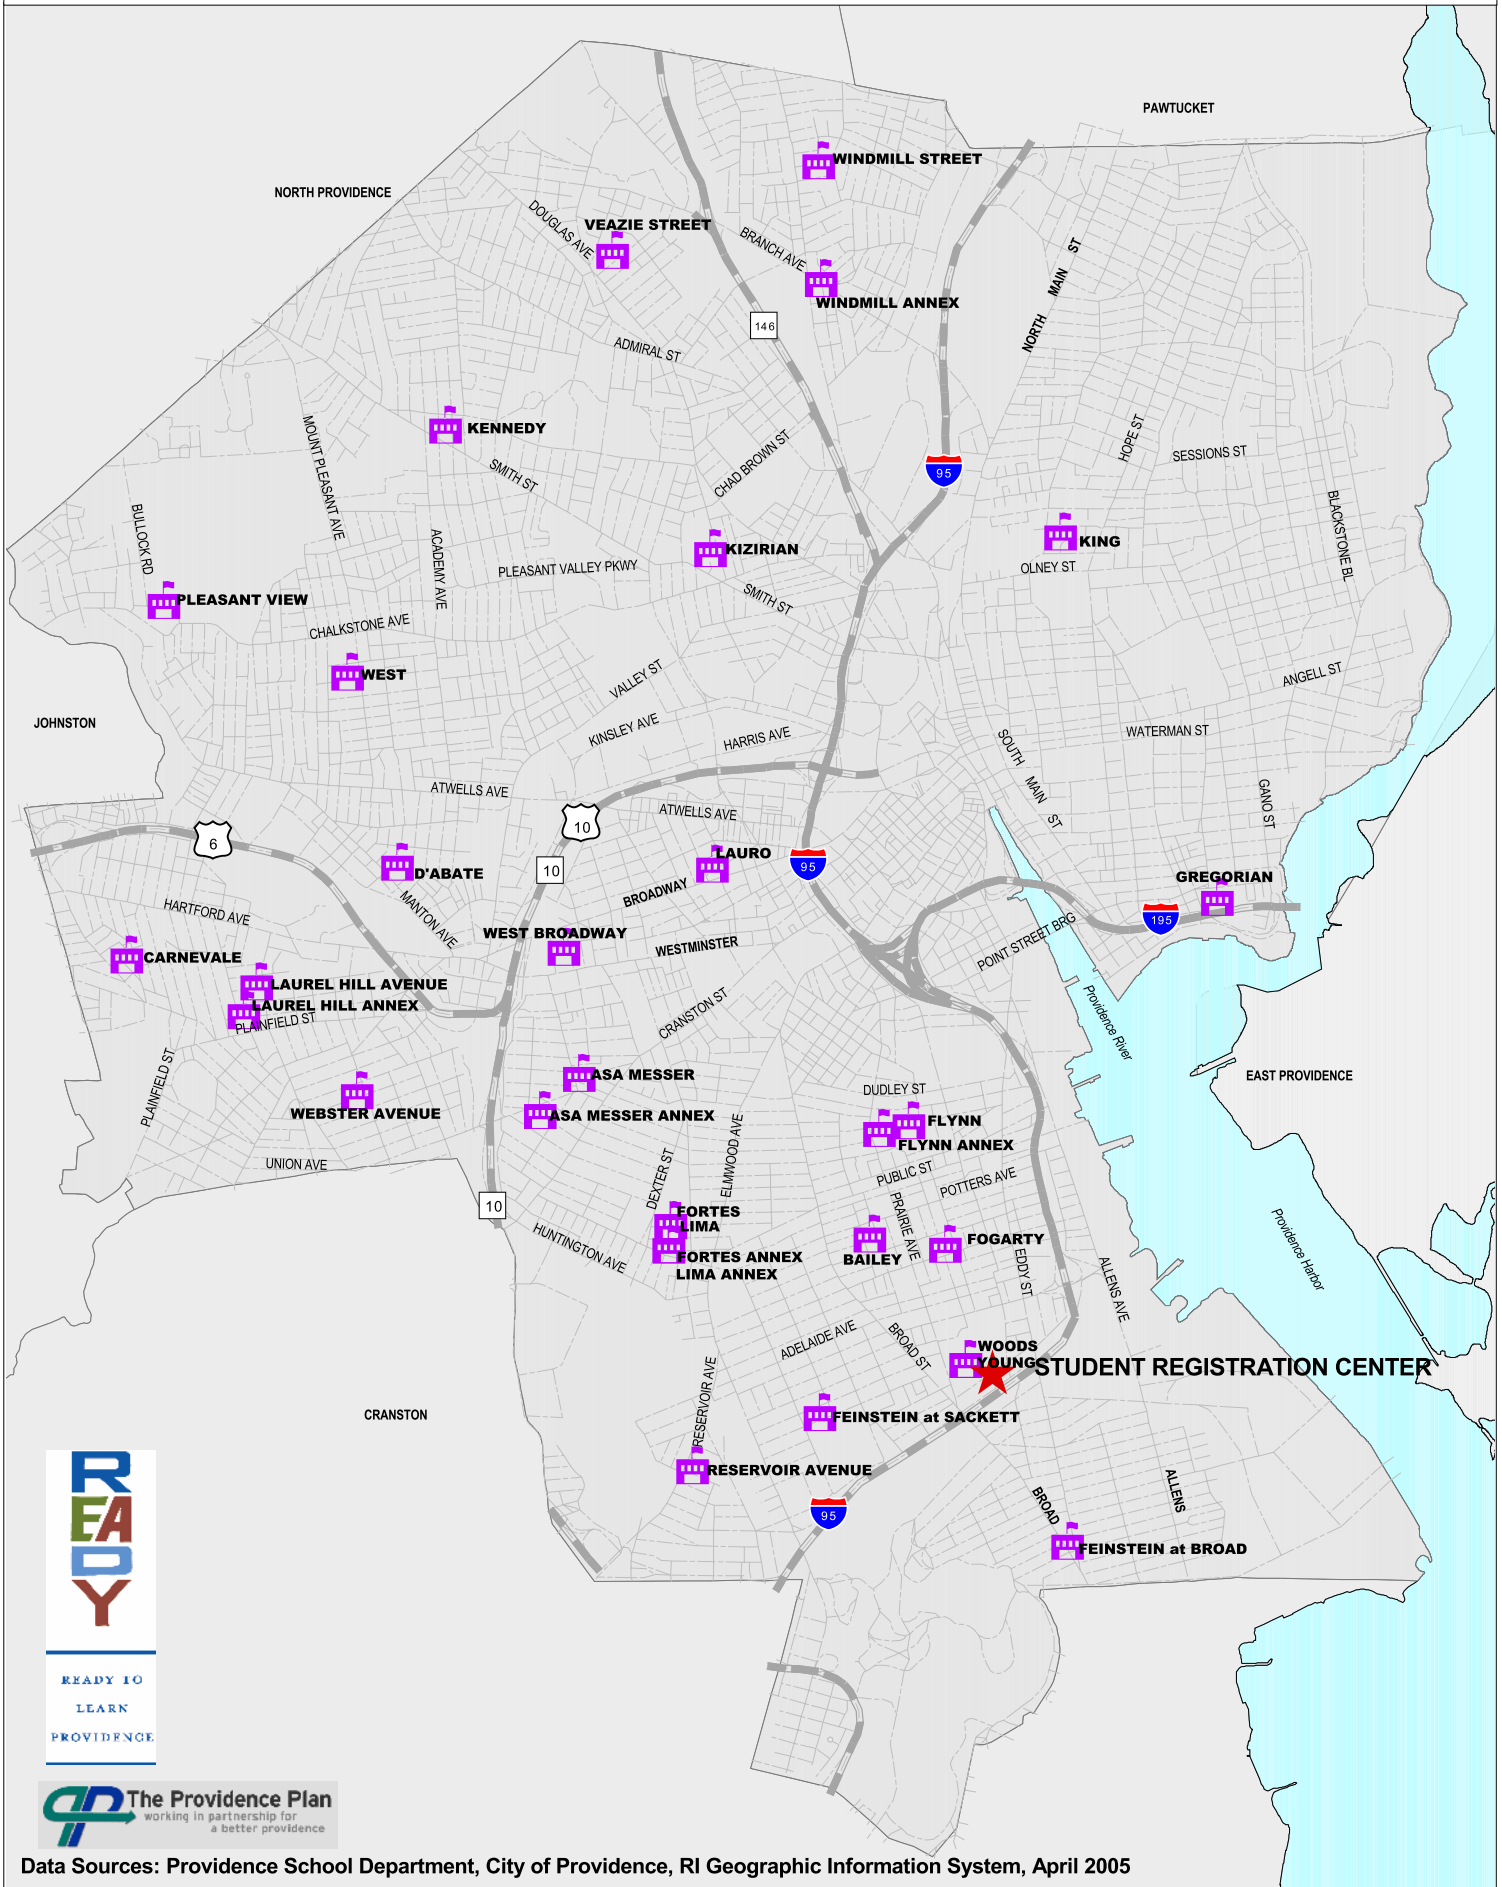 PAWTUCKET
WINDMILL STREET
NORTH PROVIDENCE
DOUGLAS AVE
VEAZIE STREET
BRANCH AVE
NORTH MAIN ST
WINDMILL ANNEX
146
ADMIRAL ST
MOUNT PLEASANT AVE
KENNEDY
SMITH ST
CHAD BROWN ST
HOPE ST
SESSIONS ST
95
BLACKSTONE BL
BULLOCK RD
ACADEMY AVE
KIZIRIAN
KING
OLNEY ST
PLEASANT VALLEY PKWY
SMITH ST
PLEASANT VIEW
CHALKSTONE AVE
WEST
VALLEY ST
ANGELL ST
JOHNSTON
KINSLEY AVE
HARRIS AVE
WATERMAN ST
SOUTH MAIN ST
GANO ST
ATWELLS AVE
ATWELLS AVE
10
6
LAURO
95
10
D'ABATE
GREGORIAN
BROADWAY
MANTON AVE
HARTFORD AVE
195
POINT STREET BRG
WEST BROADWAY
WESTMINSTER
CARNEVALE
LAUREL HILL AVENUE
LAUREL HILL ANNEX
PLAINFIELD ST
CRANSTON ST
Providence River
PLAINFIELD ST
ASA MESSER
EAST PROVIDENCE
DUDLEY ST
WEBSTER AVENUE
ASA MESSER ANNEX
FLYNN
FLYNN ANNEX
ELMWOOD AVE
UNION AVE
DEXTER ST
PUBLIC ST
POTTERS AVE
10
FORTES
LIMA
PRAIRIE AVE
HUNTINGTON AVE
FOGARTY
BAILEY
FORTES ANNEX
LIMA ANNEX
EDDY ST
ALLENS AVE
Providence Harbor
ADELAIDE AVE
BROAD ST
WOODS
YOUNG
STUDENT REGISTRATION CENTER
RESERVOIR AVE
CRANSTON
FEINSTEIN at SACKETT
RESERVOIR AVENUE
95
BROAD
ALLENS
FEINSTEIN at BROAD
READY
READY TO
LEARN
PROVIDENCE
The Providence Plan
working in partnership for
a better providence
Data Sources: Providence School Department, City of Providence, RI Geographic Information System, April 2005